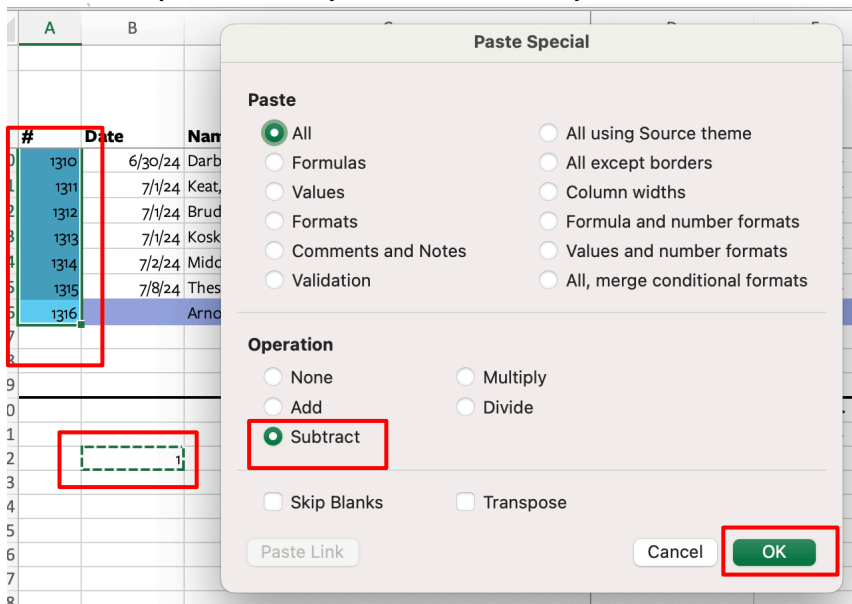 A B
Paste Special
# Date Nam
1310 6/30/24 Darb
1311 7/1/24 Keat,
1312 7/1/24 Brud
1313 7/1/24 Kosk
1314 7/2/24 Midd
1315 7/8/24 Thes
1316 Arno
1
Paste
All
All using Source theme
Formulas
All except borders
Values
Column widths
Formats
Formula and number formats
Comments and Notes
Values and number formats
Validation
All, merge conditional formats
Operation
None
Multiply
Add
Divide
Subtract
Skip Blanks
Transpose
Paste Link
Cancel
OK